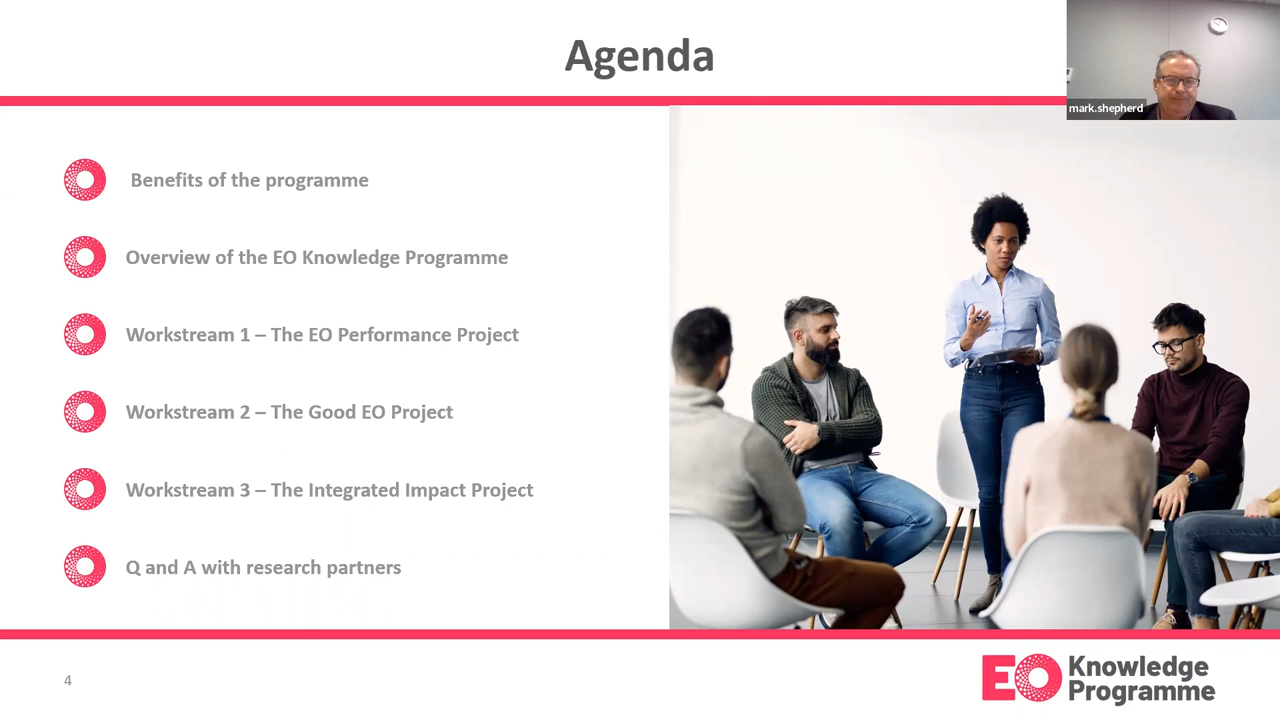 Agenda
mark.shepherd
Benefits of the programme
Overview of the EO Knowledge Programme
Workstream 1 – The EO Performance Project
Workstream 2 – The Good EO Project
Workstream 3 – The Integrated Impact Project
Q and A with research partners
4
EO Knowledge
Programme